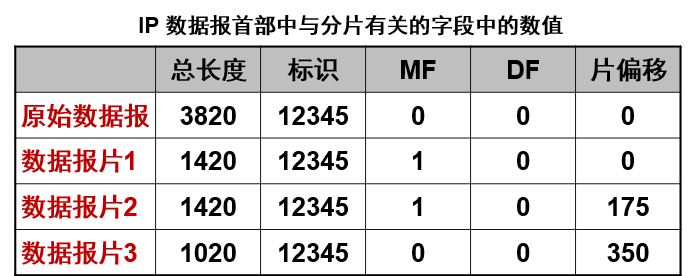 IP 数据报首部中与分片有关的字段中的数值
总长度 标识 MF DF 片偏移
原始数据报 3820 12345 0 0 0
数据报片1 1420 12345 1 0 0
数据报片2 1420 12345 1 0 175
数据报片3 1020 12345 0 0 350